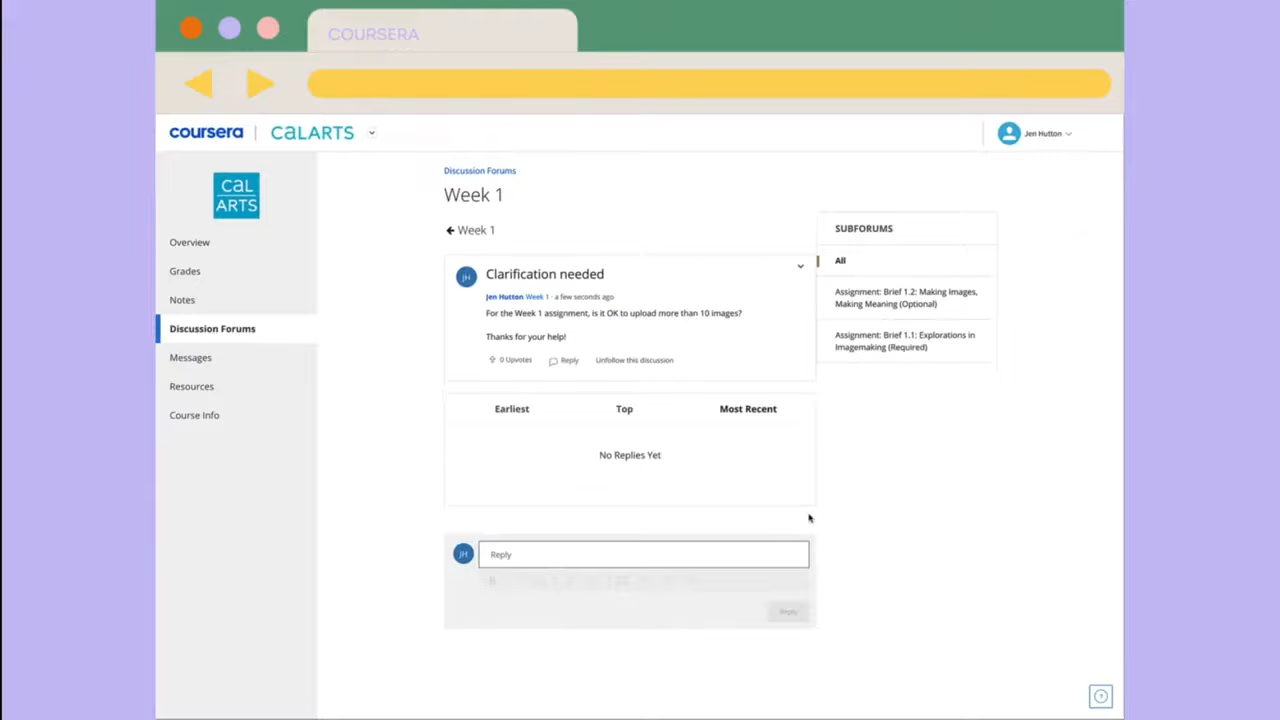 COURSERA
coursera
CALARTS
Jen Hutton
CAL
ARTS
Overview
Grades
Notes
Discussion Forums
Messages
Resources
Course Info
Discussion Forums
Week 1
Week 1
JH
Clarification needed
Jen Hutton Week 1 · a few seconds ago
For the Week 1 assignment, is it OK to upload more than 10 images?
Thanks for your help!
0 Upvotes
Reply
Unfollow this discussion
Earliest
Top
Most Recent
No Replies Yet
JH
Reply
B
Reply
SUBFORUMS
All
Assignment: Brief 1.2: Making Images,
Making Meaning (Optional)
Assignment: Brief 1.1: Explorations in
Imagemaking (Required)
?